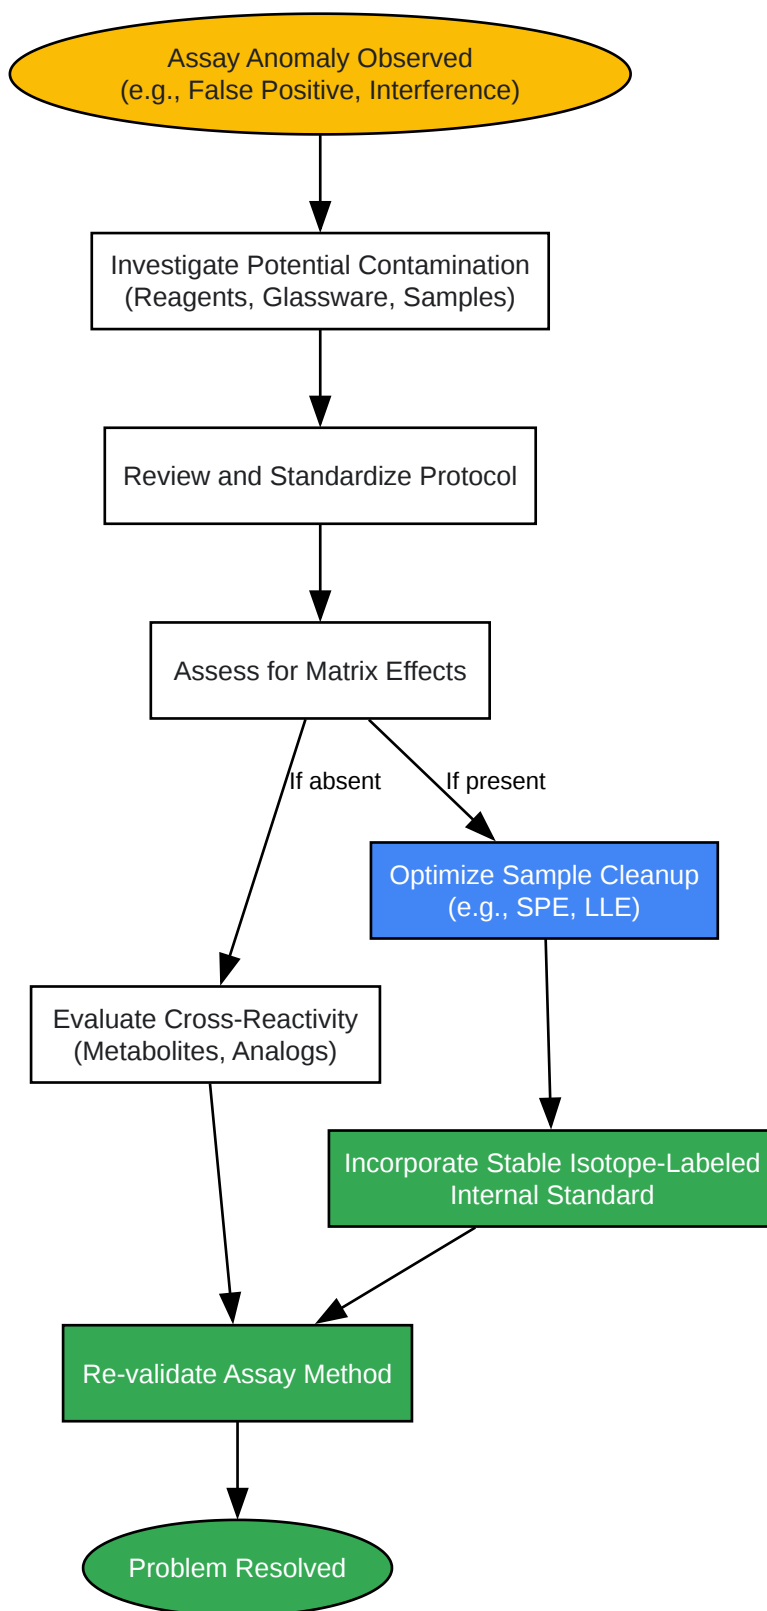 Assay Anomaly Observed
(e.g., False Positive, Interference)
Investigate Potential Contamination
(Reagents, Glassware, Samples)
Review and Standardize Protocol
Assess for Matrix Effects
If absent
If present
Optimize Sample Cleanup
(e.g., SPE, LLE)
Evaluate Cross-Reactivity
(Metabolites, Analogs)
Incorporate Stable Isotope-Labeled
Internal Standard
Re-validate Assay Method
Problem Resolved